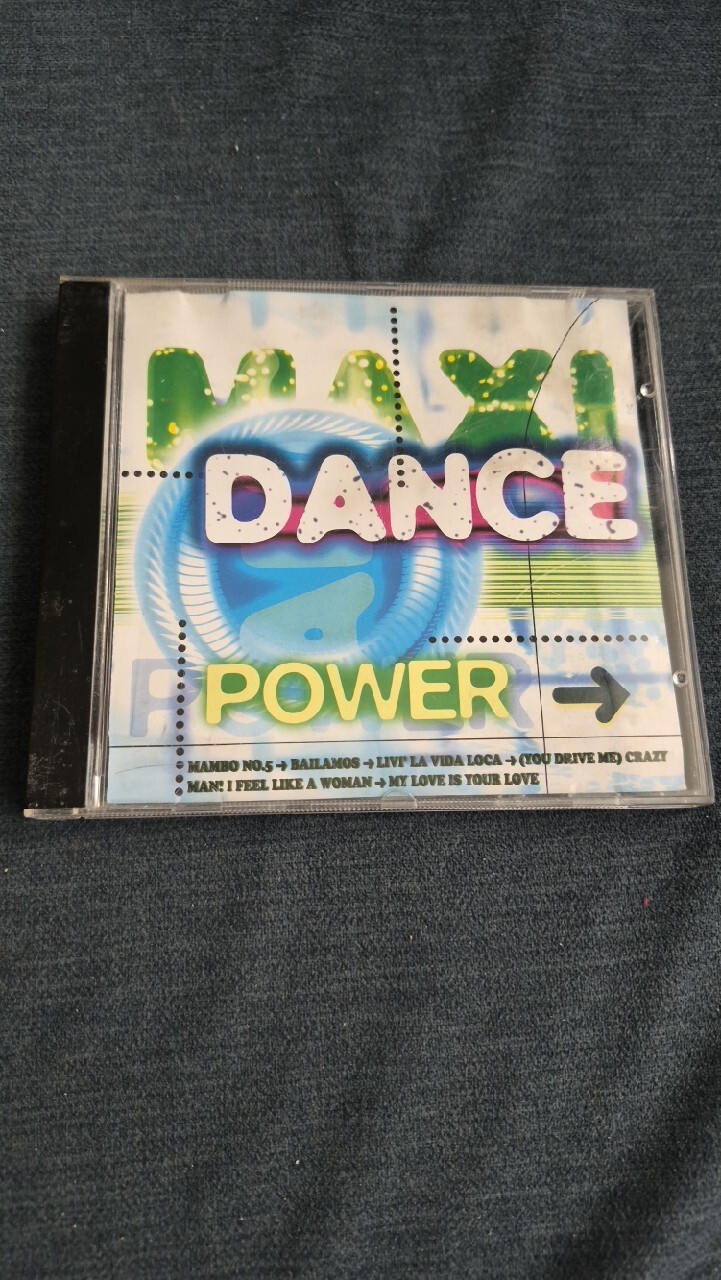 MAXI
DANCE
POWER →
MAMBO NO.5 → BAILAMOS → LIVI' LA VIDA LOCA → (YOU DRIVE ME) CRAZY
MAN! I FEEL LIKE A WOMAN → MY LOVE IS YOUR LOVE